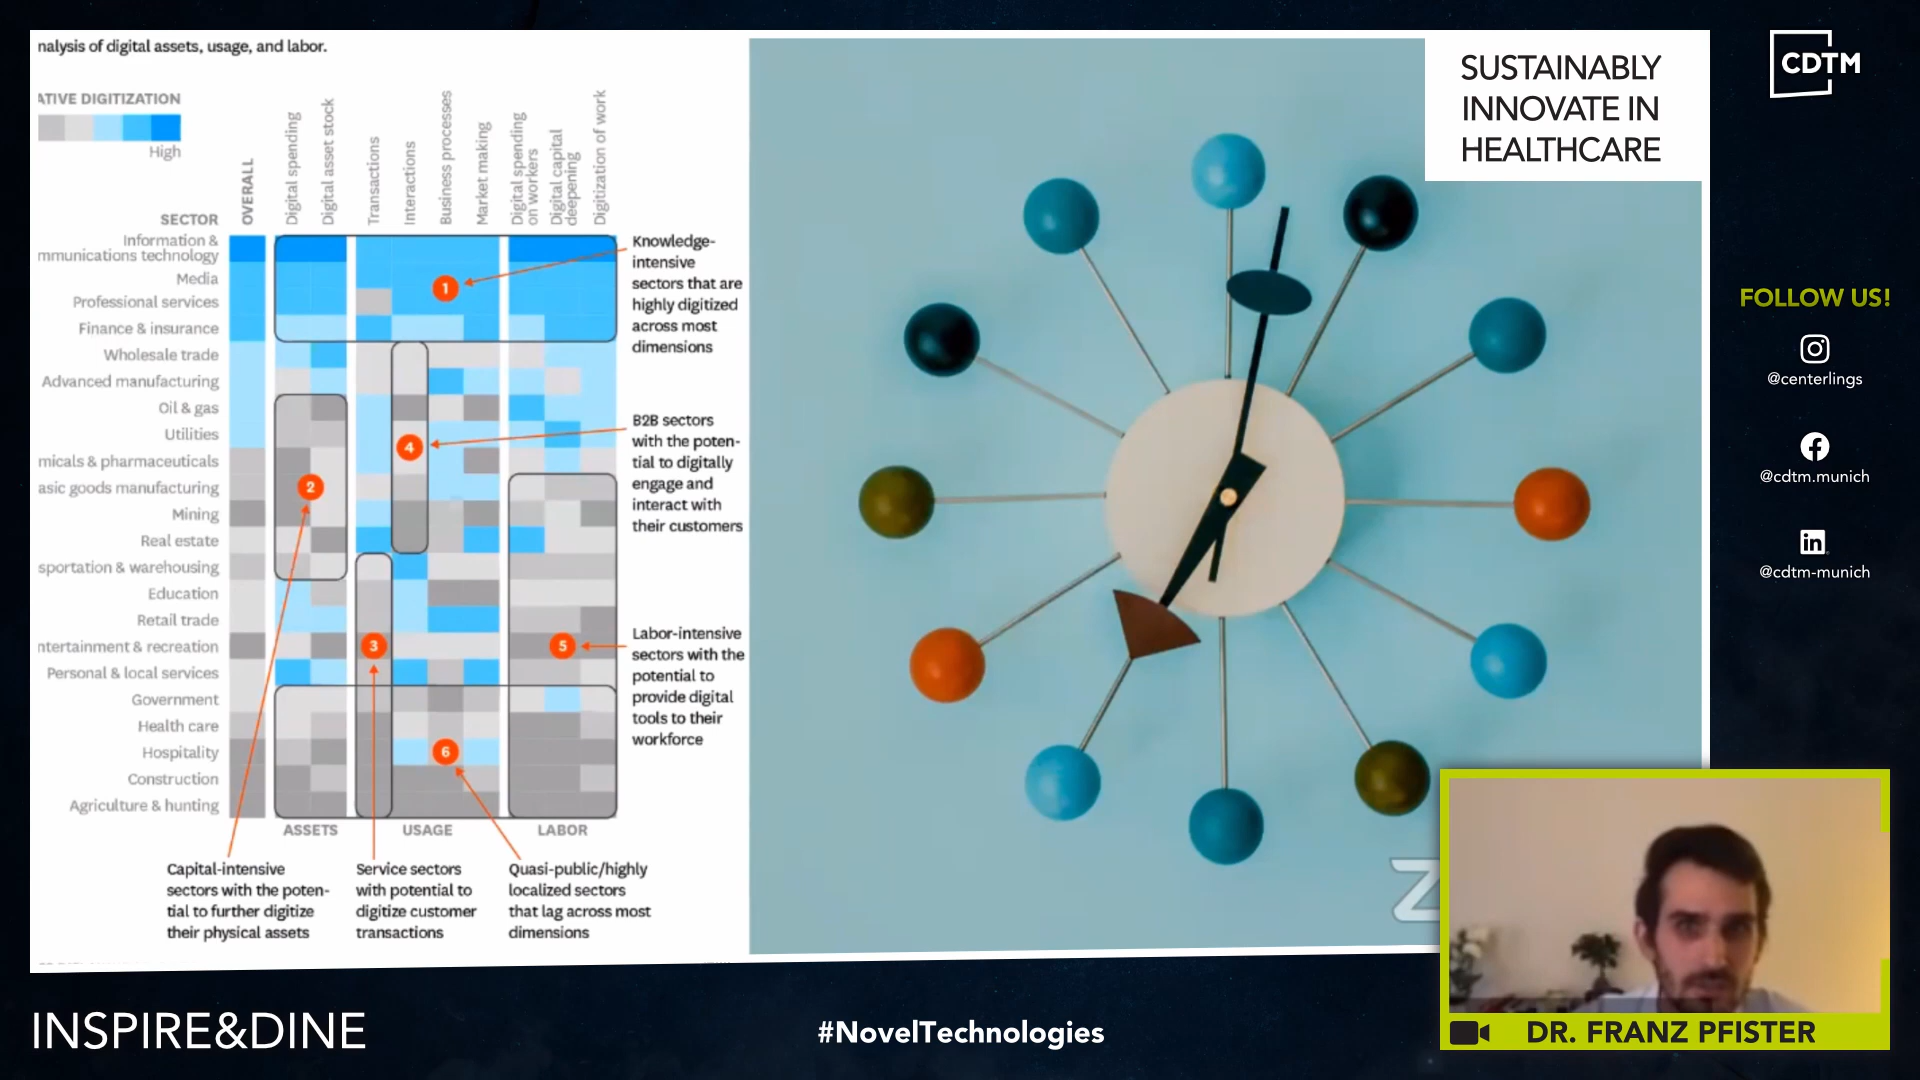 nalysis of digital assets, usage, and labor.
ATIVE DIGITIZATION
High
SECTOR
OVERALL
Digital spending
Digital asset stock
Transactions
Interactions
Business processes
Market making
Digital spending
on workers
Digital capital
deepening
Digitization of work
Information &
mmunications technology
Media
Professional services
Finance & insurance
Wholesale trade
Advanced manufacturing
Oil & gas
Utilities
micals & pharmaceuticals
asic goods manufacturing
Mining
Real estate
sportation & warehousing
Education
Retail trade
ntertainment & recreation
Personal & local services
Government
Health care
Hospitality
Construction
Agriculture & hunting
1
2
3
4
5
6
ASSETS
USAGE
LABOR
Knowledge-
intensive
sectors that are
highly digitized
across most
dimensions
B2B sectors
with the poten-
tial to digitally
engage and
interact with
their customers
Labor-intensive
sectors with the
potential to
provide digital
tools to their
workforce
Capital-intensive
sectors with the poten-
tial to further digitize
their physical assets
Service sectors
with potential to
digitize customer
transactions
Quasi-public/highly
localized sectors
that lag across most
dimensions
SUSTAINABLY
INNOVATE IN
HEALTHCARE
Z
CDTM
FOLLOW US!
@centerlings
@cdtm.munich
in
@cdtm-munich
INSPIRE&DINE
#NovelTechnologies
DR. FRANZ PFISTER